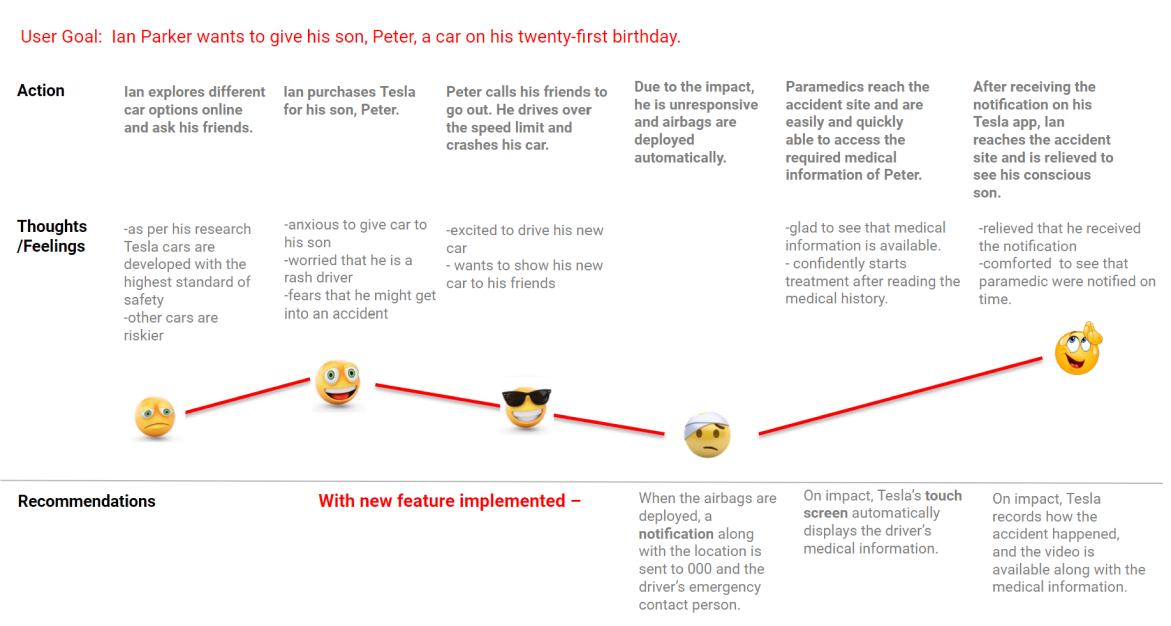 User Goal:  Ian Parker wants to give his son, Peter, a car on his twenty-first birthday.
Action
Ian explores different
car options online
and ask his friends.
Ian purchases Tesla
for his son, Peter.
Peter calls his friends to
go out. He drives over
the speed limit and
crashes his car.
Due to the impact,
he is unresponsive
and airbags are
deployed
automatically.
Paramedics reach the
accident site and are
easily and quickly
able to access the
required medical
information of Peter.
After receiving the
notification on his
Tesla app, Ian
reaches the accident
site and is relieved to
see his conscious
son.
Thoughts
/Feelings
-as per his research
Tesla cars are
developed with the
highest standard of
safety
-other cars are
riskier
-anxious to give car to
his son
-worried that he is a
rash driver
-fears that he might get
into an accident
-excited to drive his new
car
- wants to show his new
car to his friends
-glad to see that medical
information is available.
- confidently starts
treatment after reading the
medical history.
-relieved that he received
the notification
-comforted  to see that
paramedic were notified on
time.
Recommendations
With new feature implemented –
When the airbags are
deployed, a
notification along
with the location is
sent to 000 and the
driver's emergency
contact person.
On impact, Tesla's touch
screen automatically
displays the driver's
medical information.
On impact, Tesla
records how the
accident happened,
and the video is
available along with the
medical information.